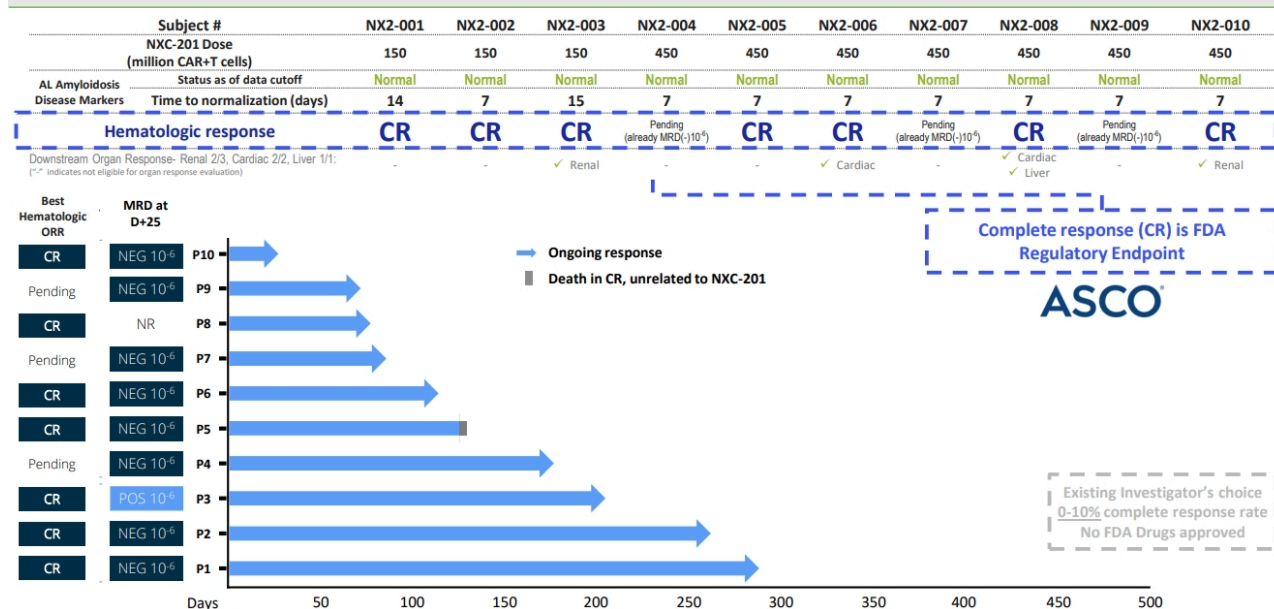 Subject # NX2-001 NX2-002 NX2-003 NX2-004 NX2-005 NX2-006 NX2-007 NX2-008 NX2-009 NX2-010
NXC-201 Dose
(million CAR+T cells) 150 150 150 450 450 450 450 450 450 450
AL Amyloidosis
Disease Markers
Status as of data cutoff Normal Normal Normal Normal Normal Normal Normal Normal Normal Normal
Time to normalization (days) 14 7 15 7 7 7 7 7 7 7
Hematologic response CR CR CR Pending (already MRD(-)10⁻⁶) CR CR Pending (already MRD(-)10⁻⁶) CR Pending (already MRD(-)10⁻⁶) CR
Downstream Organ Response- Renal 2/3, Cardiac 2/2, Liver 1/1:
("-" indicates not eligible for organ response evaluation)
- - ✓ Renal - - ✓ Cardiac - ✓ Cardiac ✓ Liver - ✓ Renal
Best
Hematologic
ORR
MRD at
D+25
CR NEG 10⁻⁶ P10
Pending NEG 10⁻⁶ P9
CR NR P8
Pending NEG 10⁻⁶ P7
CR NEG 10⁻⁶ P6
CR NEG 10⁻⁶ P5
Pending NEG 10⁻⁶ P4
CR POS 10⁻⁶ P3
CR NEG 10⁻⁶ P2
CR NEG 10⁻⁶ P1
Ongoing response
Death in CR, unrelated to NXC-201
Complete response (CR) is FDA
Regulatory Endpoint
ASCO
Existing Investigator's choice
0-10% complete response rate
No FDA Drugs approved
Days 50 100 150 200 250 300 350 400 450 500